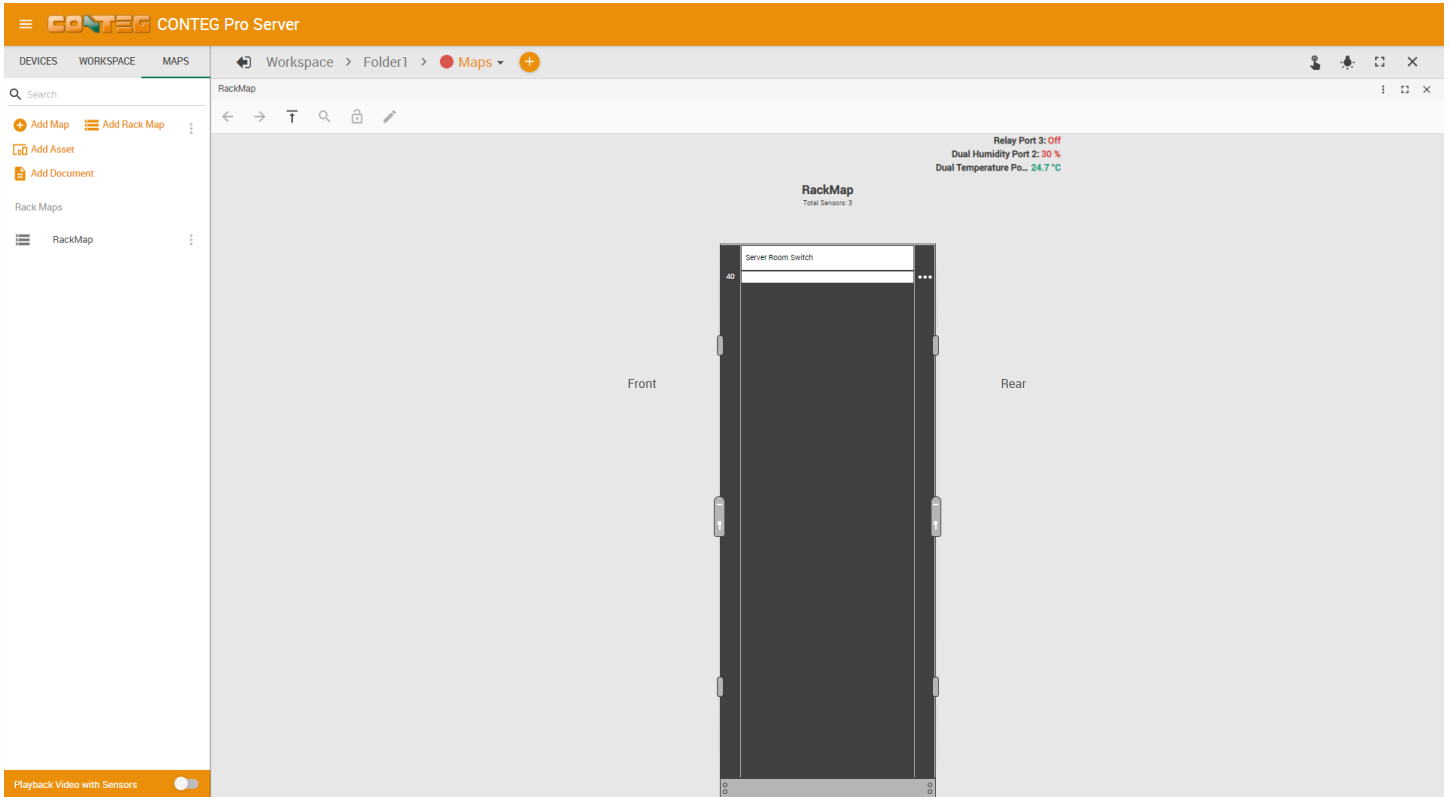 CONTEG CONTEG Pro Server
DEVICES WORKSPACE MAPS
Workspace > Folder1 > Maps
Search
RackMap
Add Map Add Rack Map
Add Asset
Add Document
Rack Maps
RackMap
Relay Port 3: Off
Dual Humidity Port 2: 30 %
Dual Temperature Po... 24.7 °C
RackMap
Total Sensors: 3
Server Room Switch
40
Front
Rear
Playback Video with Sensors